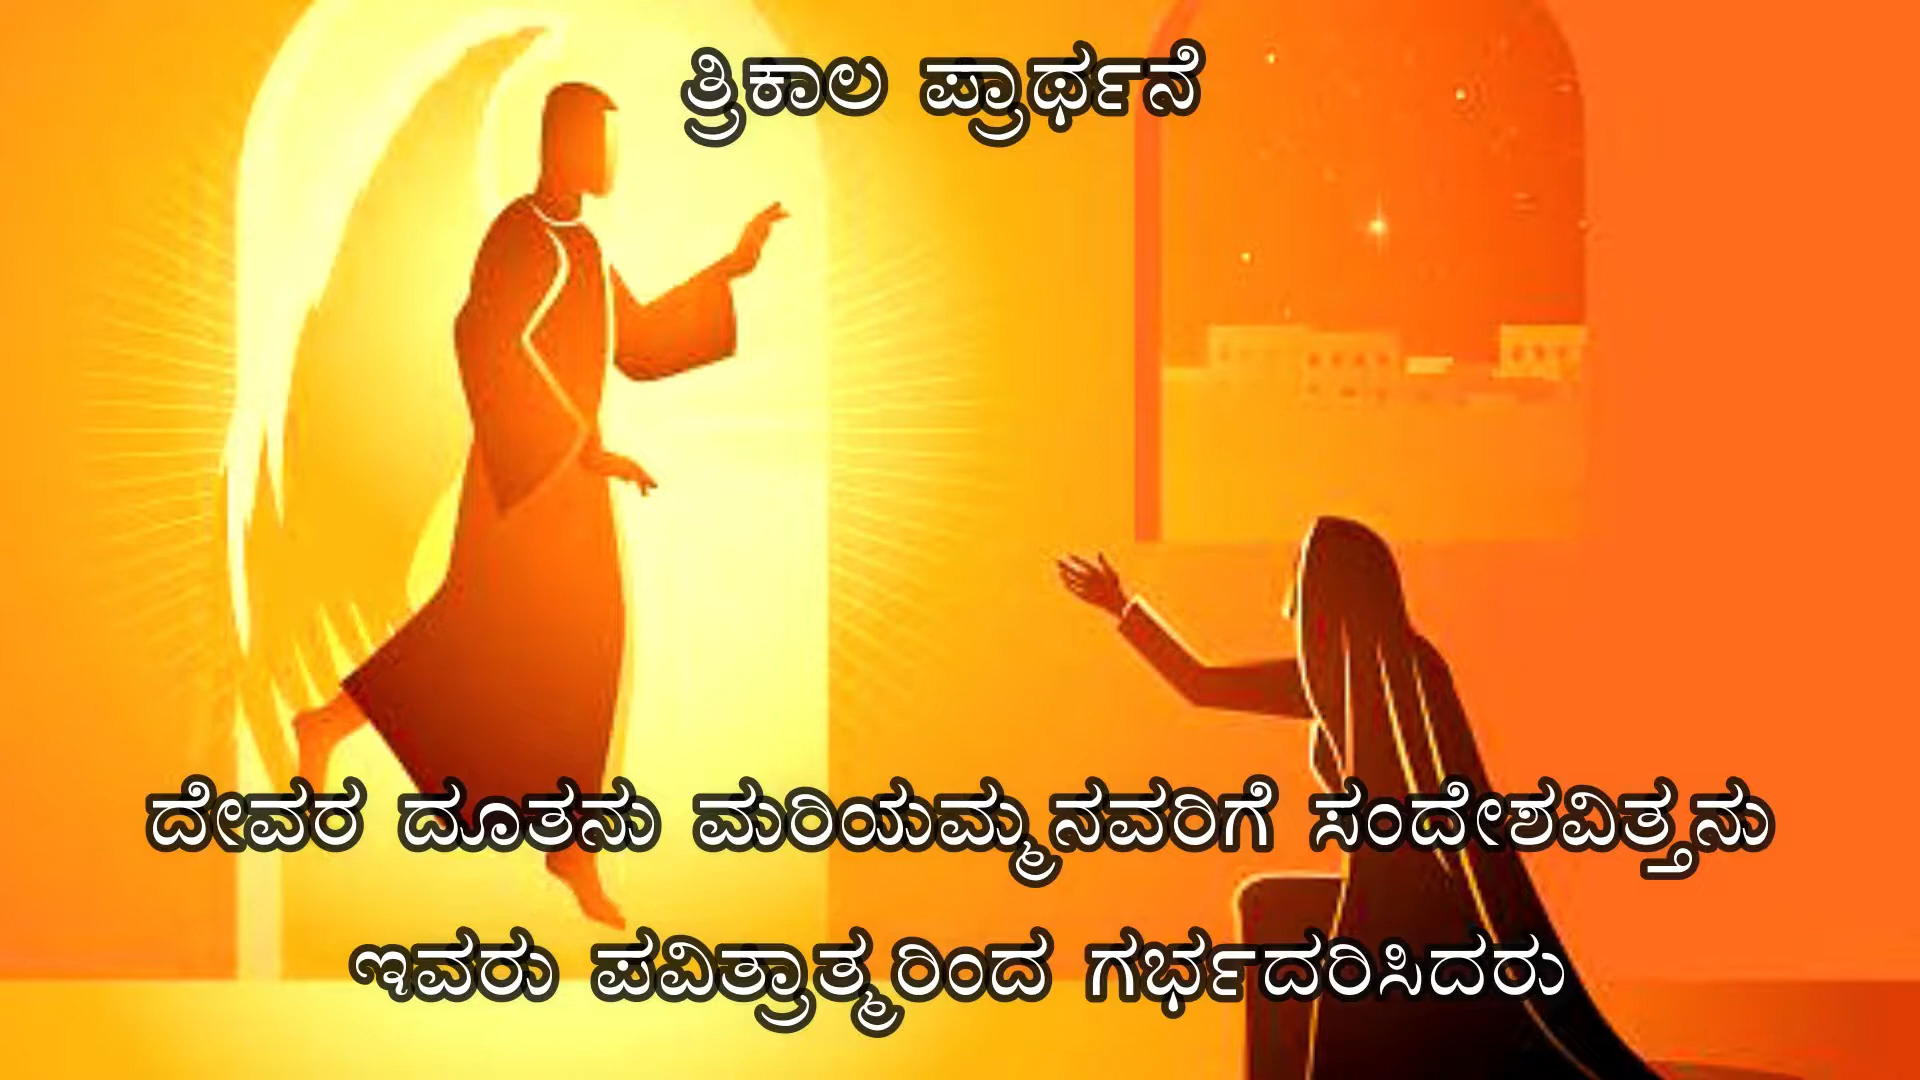 ತ್ರಿಕಾಲ ಪ್ರಾರ್ಥನೆ
ದೇವರ ದೂತನು ಮರಿಯಮ್ಮನವರಿಗೆ ಸಂದೇಶವಿತ್ತನು
ಇವರು ಪವಿತ್ರಾತ್ಮರಿಂದ ಗರ್ಭದರಿಸಿದರು